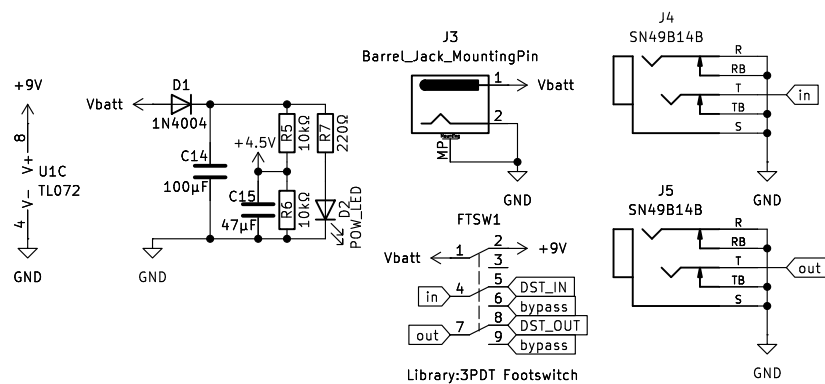 +9V
8
V+
U1C
TL072
V-
4
GND
Vbatt
D1
1N4004
C14
100µF
+4.5V
C15
47µF
R5
10kΩ
R6
10kΩ
R7
220Ω
D2
POW_LED
GND
J3
Barrel_Jack_MountingPin
1
Vbatt
2
MP
GND
FTSW1
Vbatt
1
2
+9V
3
in
4
5
DST_IN
6
bypass
out
7
8
DST_OUT
9
bypass
Library:3PDT Footswitch
J4
SN49B14B
R
RB
T
in
TB
S
GND
J5
SN49B14B
R
RB
T
out
TB
S
GND